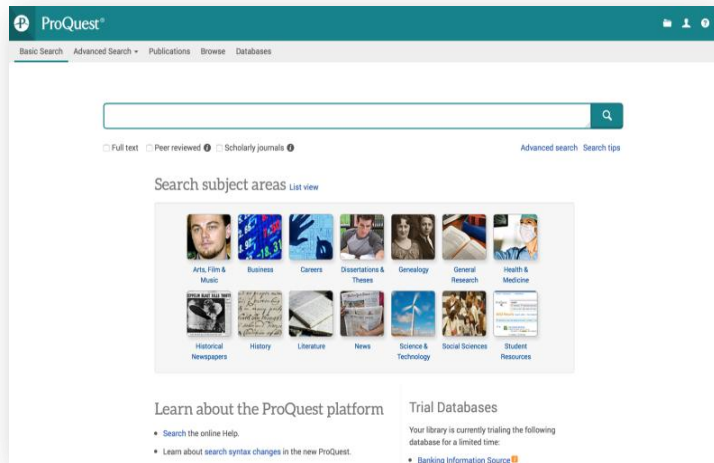 ProQuest®
Basic Search Advanced Search Publications Browse Databases
Full text Peer reviewed Scholarly journals Advanced search Search tips
Search subject areas List view
Arts, Film & Music
Business
Careers
Dissertations & Theses
Genealogy
General Research
Health & Medicine
Historical Newspapers
History
Literature
News
Science & Technology
Social Sciences
Student Resources
Learn about the ProQuest platform
Search the online Help.
Learn about search syntax changes in the new ProQuest.
Trial Databases
Your library is currently trialing the following
database for a limited time:
Banking Information Source